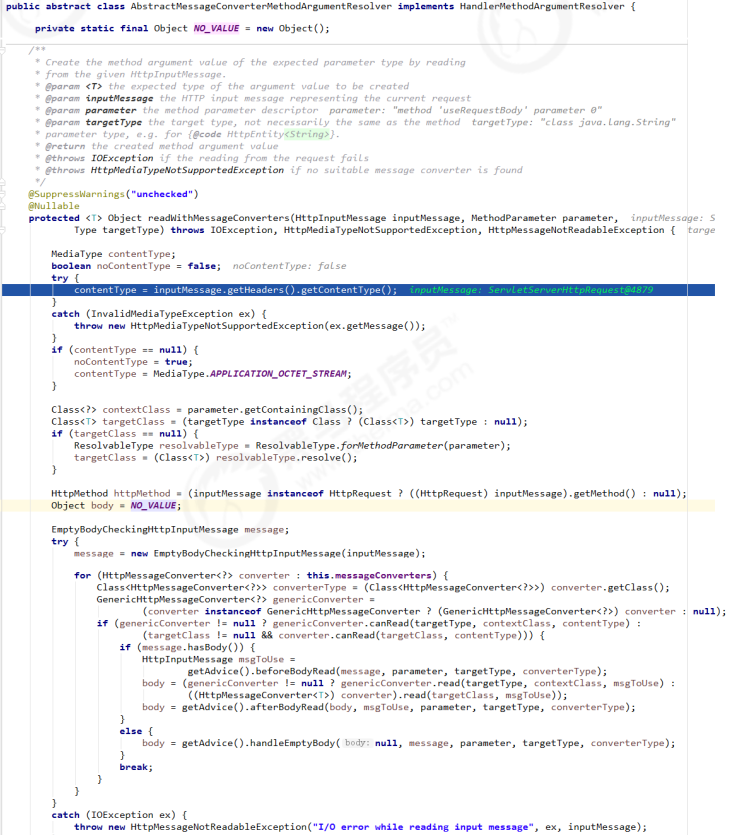 public abstract class AbstractMessageConverterMethodArgumentResolver implements HandlerMethodArgumentResolver {
private static final Object NO_VALUE = new Object();
/**
* Create the method argument value of the expected parameter type by reading
* from the given HttpInputMessage.
* @param <T> the expected type of the argument value to be created
* @param inputMessage the HTTP input message representing the current request
* @param parameter the method parameter descriptor  parameter: "method 'useRequestBody' parameter 0"
* @param targetType the target type, not necessarily the same as the method  targetType: "class java.lang.String"
* parameter type, e.g. for {@code HttpEntity<String>}.
* @return the created method argument value
* @throws IOException if the reading from the request fails
* @throws HttpMediaTypeNotSupportedException if no suitable message converter is found
*/
@SuppressWarnings("unchecked")
@Nullable
protected <T> Object readWithMessageConverters(HttpInputMessage inputMessage, MethodParameter parameter,  inputMessage: S
Type targetType) throws IOException, HttpMediaTypeNotSupportedException, HttpMessageNotReadableException {  targe
MediaType contentType;
boolean noContentType = false;  noContentType: false
try {
contentType = inputMessage.getHeaders().getContentType();  inputMessage: ServletServerHttpRequest@4879
}
catch (InvalidMediaTypeException ex) {
throw new HttpMediaTypeNotSupportedException(ex.getMessage());
}
if (contentType == null) {
noContentType = true;
contentType = MediaType.APPLICATION_OCTET_STREAM;
}
Class<?> contextClass = parameter.getContainingClass();
Class<T> targetClass = (targetType instanceof Class ? (Class<T>) targetType : null);
if (targetClass == null) {
ResolvableType resolvableType = ResolvableType.forMethodParameter(parameter);
targetClass = (Class<T>) resolvableType.resolve();
}
HttpMethod httpMethod = (inputMessage instanceof HttpRequest ? ((HttpRequest) inputMessage).getMethod() : null);
Object body = NO_VALUE;
EmptyBodyCheckingHttpInputMessage message;
try {
message = new EmptyBodyCheckingHttpInputMessage(inputMessage);
for (HttpMessageConverter<?> converter : this.messageConverters) {
Class<HttpMessageConverter<?>> converterType = (Class<HttpMessageConverter<?>>) converter.getClass();
GenericHttpMessageConverter<?> genericConverter =
(converter instanceof GenericHttpMessageConverter ? (GenericHttpMessageConverter<?>) converter : null);
if (genericConverter != null ? genericConverter.canRead(targetType, contextClass, contentType) :
(targetClass != null && converter.canRead(targetClass, contentType))) {
if (message.hasBody()) {
HttpInputMessage msgToUse =
getAdvice().beforeBodyRead(message, parameter, targetType, converterType);
body = (genericConverter != null ? genericConverter.read(targetType, contextClass, msgToUse) :
((HttpMessageConverter<T>) converter).read(targetClass, msgToUse));
body = getAdvice().afterBodyRead(body, msgToUse, parameter, targetType, converterType);
}
else {
body = getAdvice().handleEmptyBody( body: null, message, parameter, targetType, converterType);
}
break;
}
}
}
catch (IOException ex) {
throw new HttpMessageNotReadableException("I/O error while reading input message", ex, inputMessage);